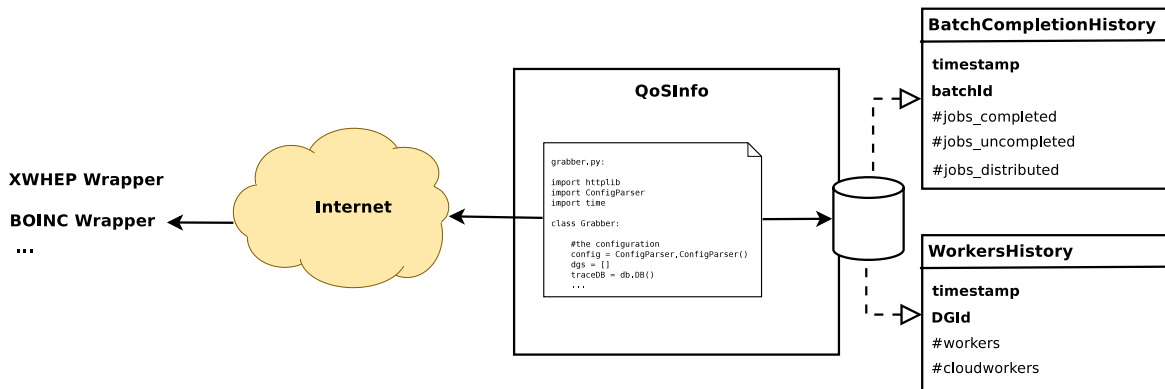 XWHEP Wrapper
BOINC Wrapper
...
Internet
QoSInfo
grabber.py:
import httplib
import ConfigParser
import time
class Grabber:
#the configuration
config = ConfigParser.ConfigParser()
dgs = []
traceDB = db.DB()
...
BatchCompletionHistory
timestamp
batchId
#jobs_completed
#jobs_uncompleted
#jobs_distributed
WorkersHistory
timestamp
DGId
#workers
#cloudworkers